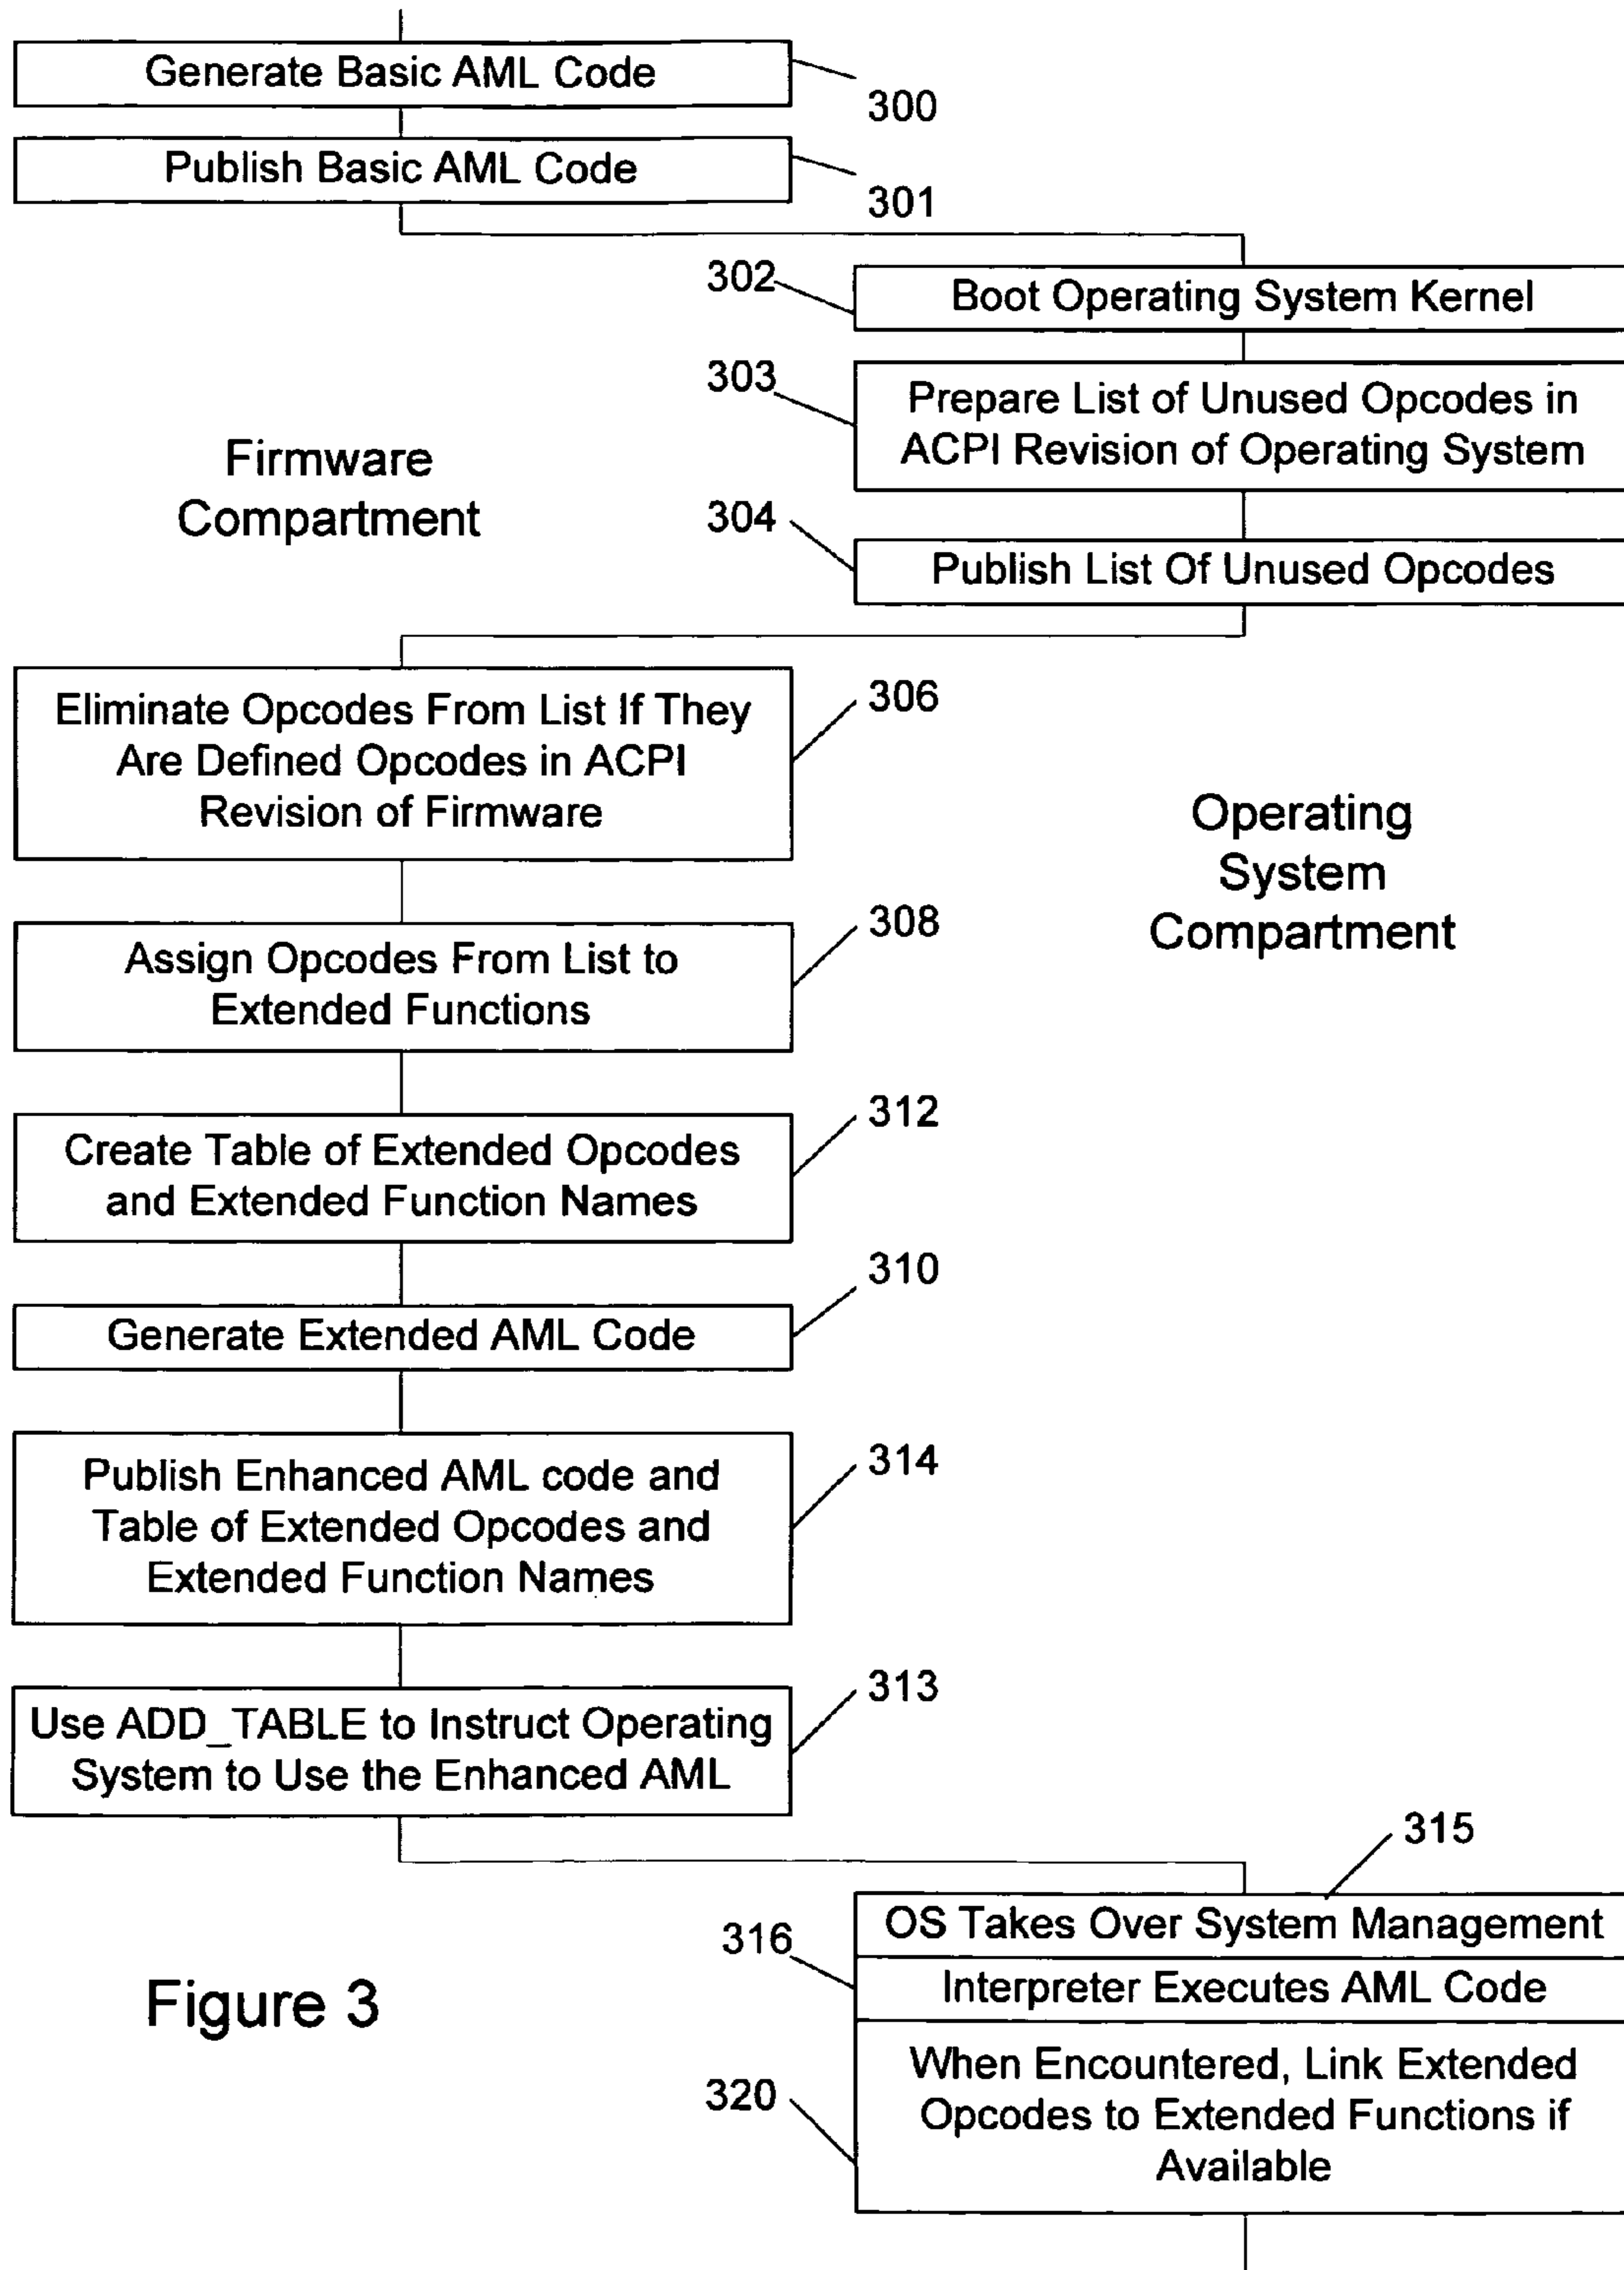 Generate Basic AML Code
300
Publish Basic AML Code
301
302
Boot Operating System Kernel
303
Prepare List of Unused Opcodes in
ACPI Revision of Operating System
Firmware
Compartment
304
Publish List Of Unused Opcodes
306
Eliminate Opcodes From List If They
Are Defined Opcodes in ACPI
Revision of Firmware
Operating
System
Compartment
308
Assign Opcodes From List to
Extended Functions
312
Create Table of Extended Opcodes
and Extended Function Names
310
Generate Extended AML Code
314
Publish Enhanced AML code and
Table of Extended Opcodes and
Extended Function Names
313
Use ADD_TABLE to Instruct Operating
System to Use the Enhanced AML
315
OS Takes Over System Management
316
Interpreter Executes AML Code
Figure 3
320
When Encountered, Link Extended
Opcodes to Extended Functions if
Available